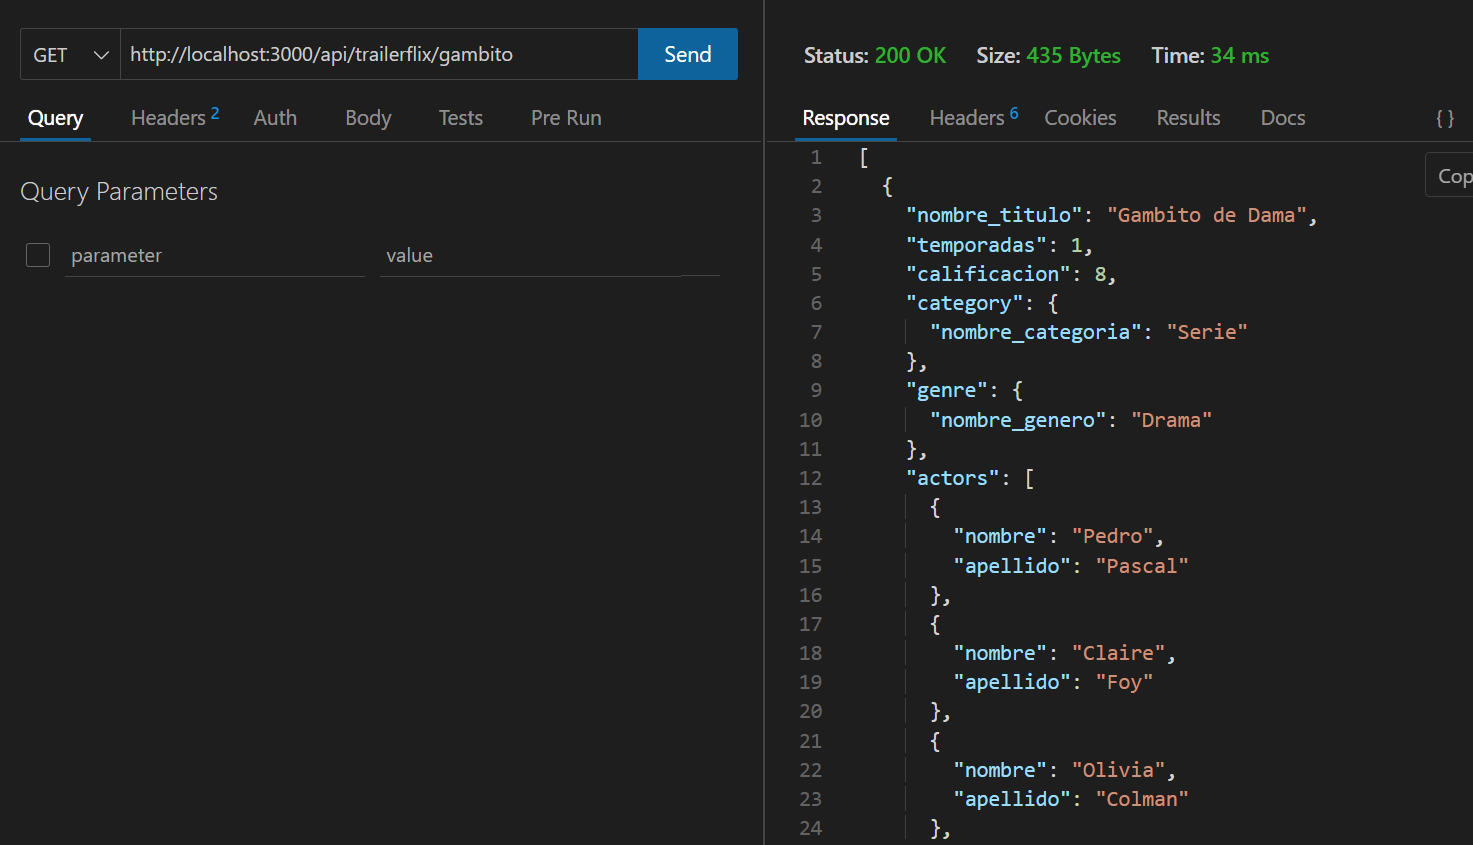 GET http://localhost:3000/api/trailerflix/gambito Send
Query Headers 2 Auth Body Tests Pre Run
Query Parameters
parameter value
Status: 200 OK Size: 435 Bytes Time: 34 ms
Response Headers 6 Cookies Results Docs { }
Cop
1 [
2 {
3 "nombre_titulo": "Gambito de Dama",
4 "temporadas": 1,
5 "calificacion": 8,
6 "category": {
7 "nombre_categoria": "Serie"
8 },
9 "genre": {
10 "nombre_genero": "Drama"
11 },
12 "actors": [
13 {
14 "nombre": "Pedro",
15 "apellido": "Pascal"
16 },
17 {
18 "nombre": "Claire",
19 "apellido": "Foy"
20 },
21 {
22 "nombre": "Olivia",
23 "apellido": "Colman"
24 },